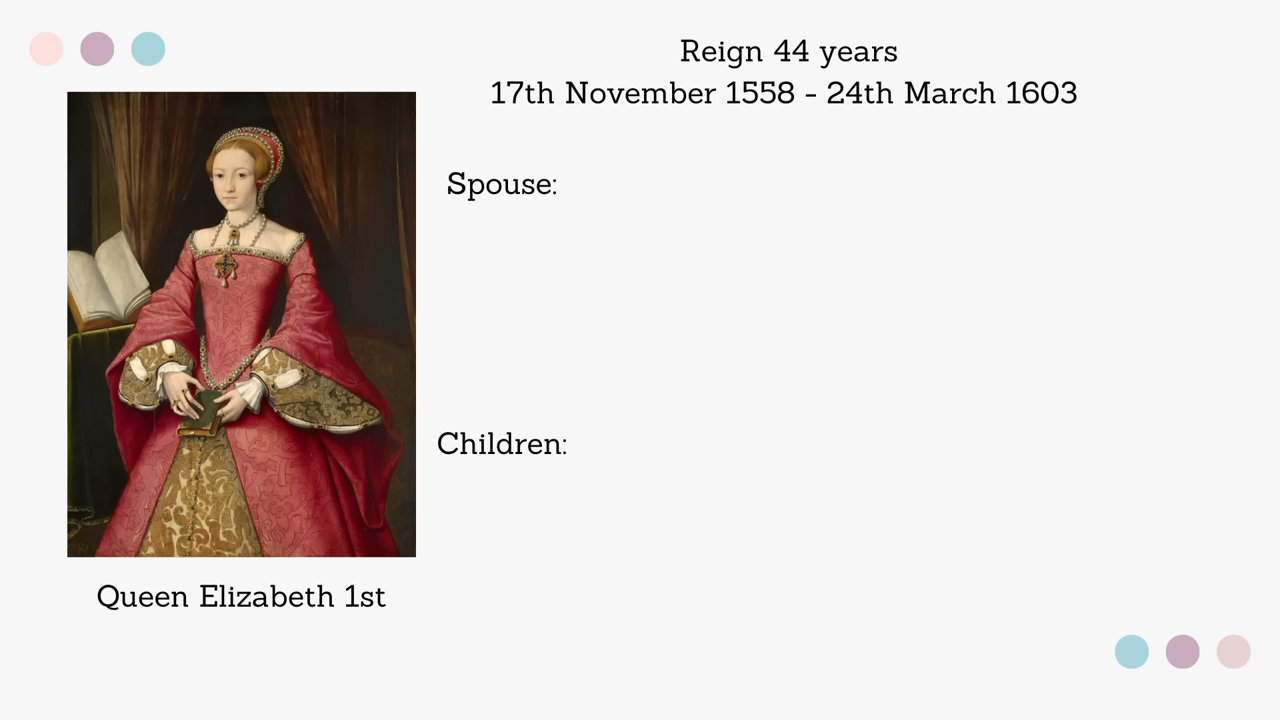 Reign 44 years
17th November 1558 - 24th March 1603
Spouse:
Children:
Queen Elizabeth 1st